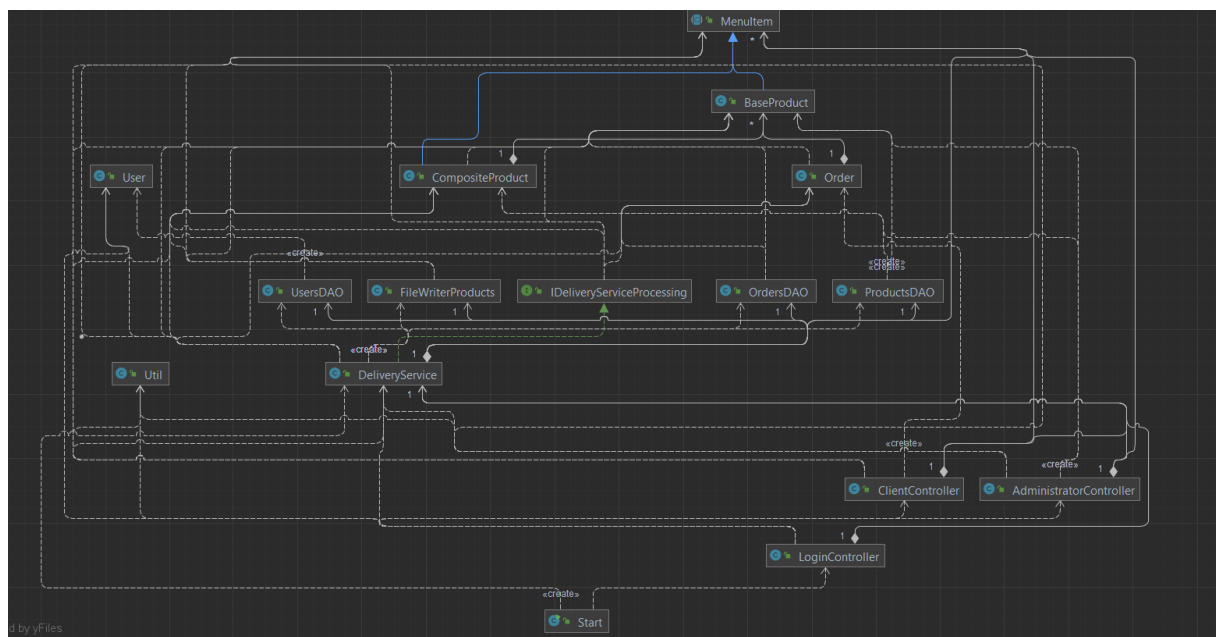 MenuItem
*
BaseProduct
*
1
1
User
CompositeProduct
Order
«create»
«create»
«create»
UsersDAO
FileWriterProducts
IDeliveryServiceProcessing
OrdersDAO
ProductsDAO
1
1
1
1
«create»
1
Util
DeliveryService
1
«create»
«create»
1
1
ClientController
AdministratorController
1
LoginController
«create»
Start
d by yFiles